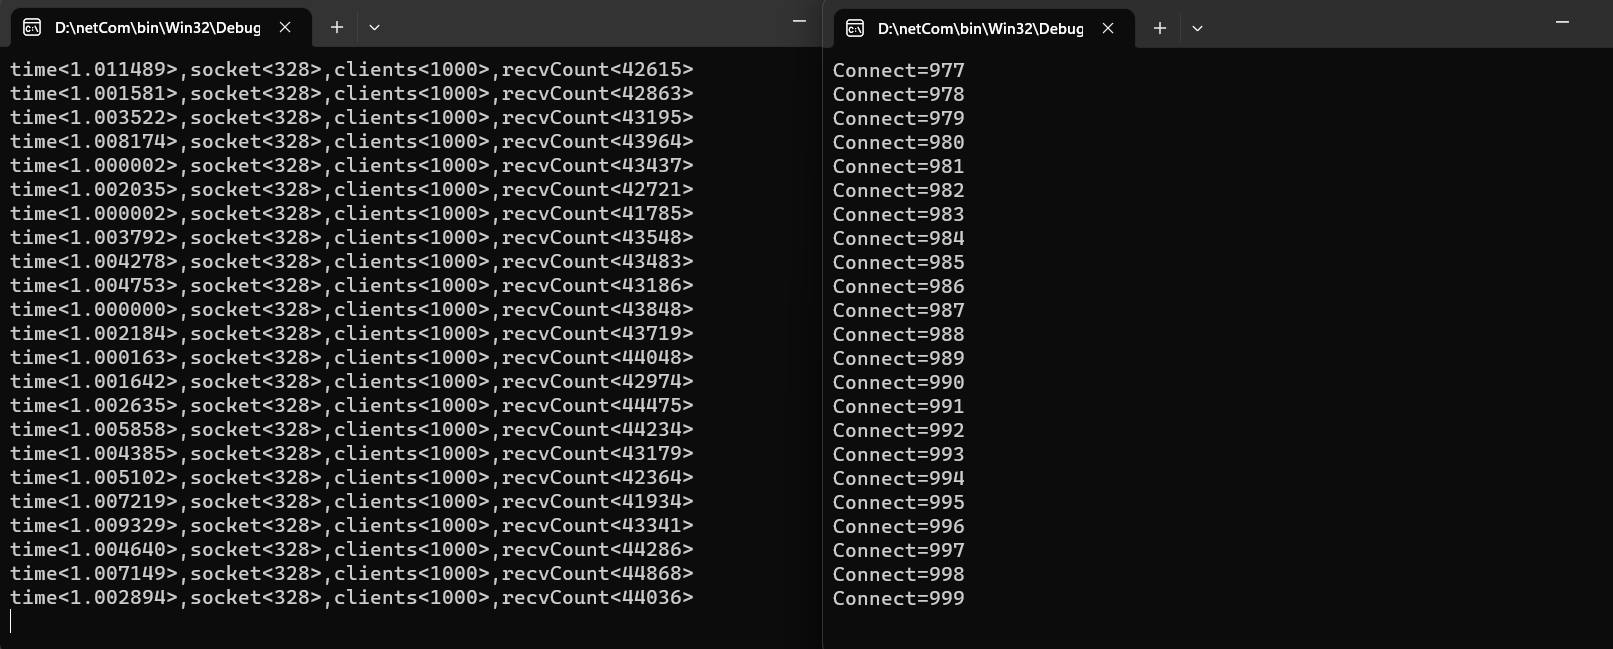 D:\netCom\bin\Win32\Debug
time<1.011489>,socket<328>,clients<1000>,recvCount<42615>
time<1.001581>,socket<328>,clients<1000>,recvCount<42863>
time<1.003522>,socket<328>,clients<1000>,recvCount<43195>
time<1.008174>,socket<328>,clients<1000>,recvCount<43964>
time<1.000002>,socket<328>,clients<1000>,recvCount<43437>
time<1.002035>,socket<328>,clients<1000>,recvCount<42721>
time<1.000002>,socket<328>,clients<1000>,recvCount<41785>
time<1.003792>,socket<328>,clients<1000>,recvCount<43548>
time<1.004278>,socket<328>,clients<1000>,recvCount<43483>
time<1.004753>,socket<328>,clients<1000>,recvCount<43186>
time<1.000000>,socket<328>,clients<1000>,recvCount<43848>
time<1.002184>,socket<328>,clients<1000>,recvCount<43719>
time<1.000163>,socket<328>,clients<1000>,recvCount<44048>
time<1.001642>,socket<328>,clients<1000>,recvCount<42974>
time<1.002635>,socket<328>,clients<1000>,recvCount<44475>
time<1.005858>,socket<328>,clients<1000>,recvCount<44234>
time<1.004385>,socket<328>,clients<1000>,recvCount<43179>
time<1.005102>,socket<328>,clients<1000>,recvCount<42364>
time<1.007219>,socket<328>,clients<1000>,recvCount<41934>
time<1.009329>,socket<328>,clients<1000>,recvCount<43341>
time<1.004640>,socket<328>,clients<1000>,recvCount<44286>
time<1.007149>,socket<328>,clients<1000>,recvCount<44868>
time<1.002894>,socket<328>,clients<1000>,recvCount<44036>
D:\netCom\bin\Win32\Debug
Connect=977
Connect=978
Connect=979
Connect=980
Connect=981
Connect=982
Connect=983
Connect=984
Connect=985
Connect=986
Connect=987
Connect=988
Connect=989
Connect=990
Connect=991
Connect=992
Connect=993
Connect=994
Connect=995
Connect=996
Connect=997
Connect=998
Connect=999